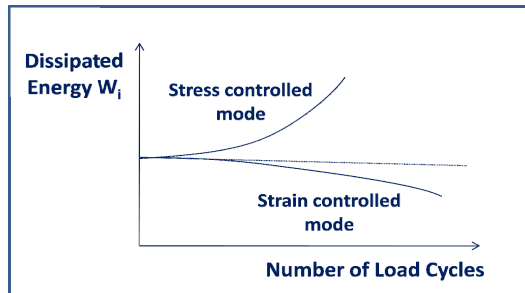 Dissipated
Energy Wi
Stress controlled
mode
Strain controlled
mode
Number of Load Cycles